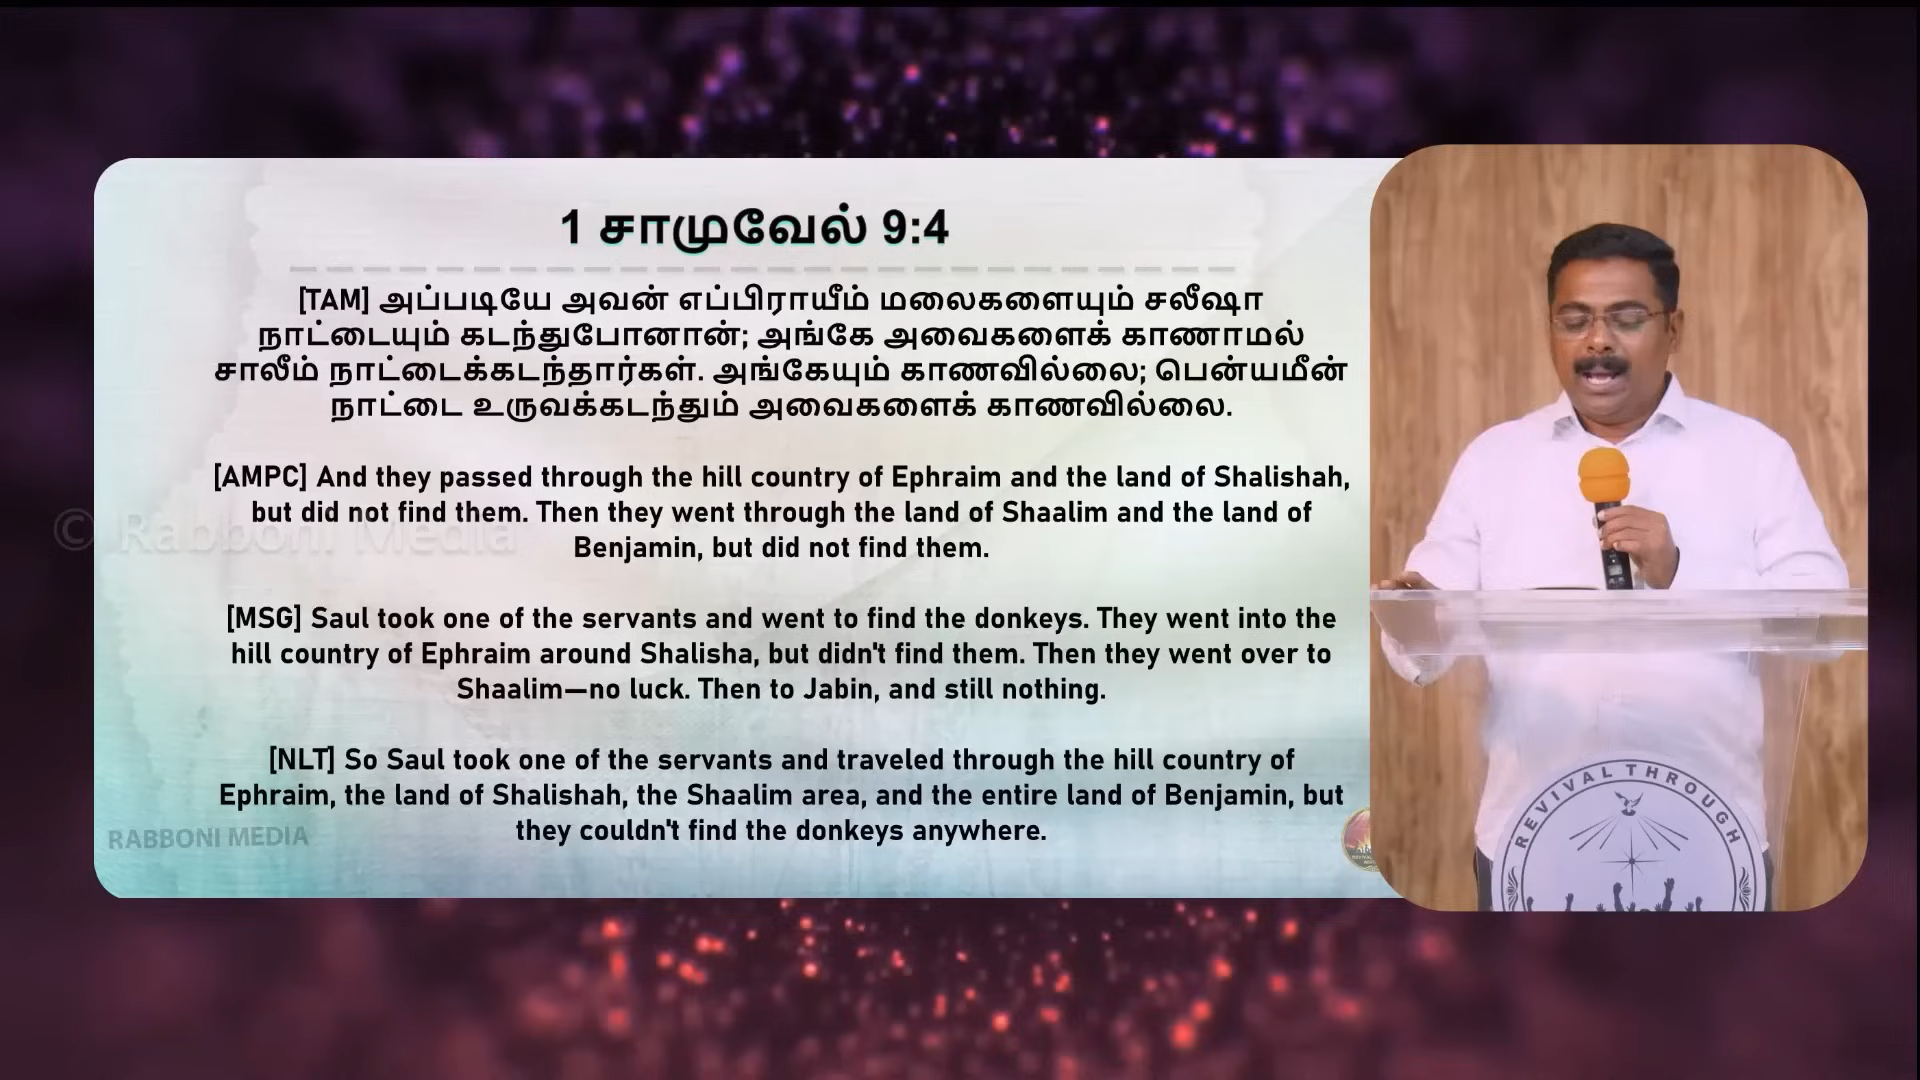 1 சாமுவேல் 9:4
[TAM] அப்படியே அவன் எப்பிராயீம் மலைகளையும் சலீஷா
நாட்டையும் கடந்துபோனான்; அங்கே அவைகளைக் காணாமல்
சாலீம் நாட்டைக்கடந்தார்கள். அங்கேயும் காணவில்லை; பென்யமீன்
நாட்டை உருவக்கடந்தும் அவைகளைக் காணவில்லை.
[AMPC] And they passed through the hill country of Ephraim and the land of Shalishah,
but did not find them. Then they went through the land of Shaalim and the land of
Benjamin, but did not find them.
© Rabboni Media
[MSG] Saul took one of the servants and went to find the donkeys. They went into the
hill country of Ephraim around Shalisha, but didn't find them. Then they went over to
Shaalim—no luck. Then to Jabin, and still nothing.
[NLT] So Saul took one of the servants and traveled through the hill country of
Ephraim, the land of Shalishah, the Shaalim area, and the entire land of Benjamin, but
they couldn't find the donkeys anywhere.
RABBONI MEDIA
REVIVAL THROUGH